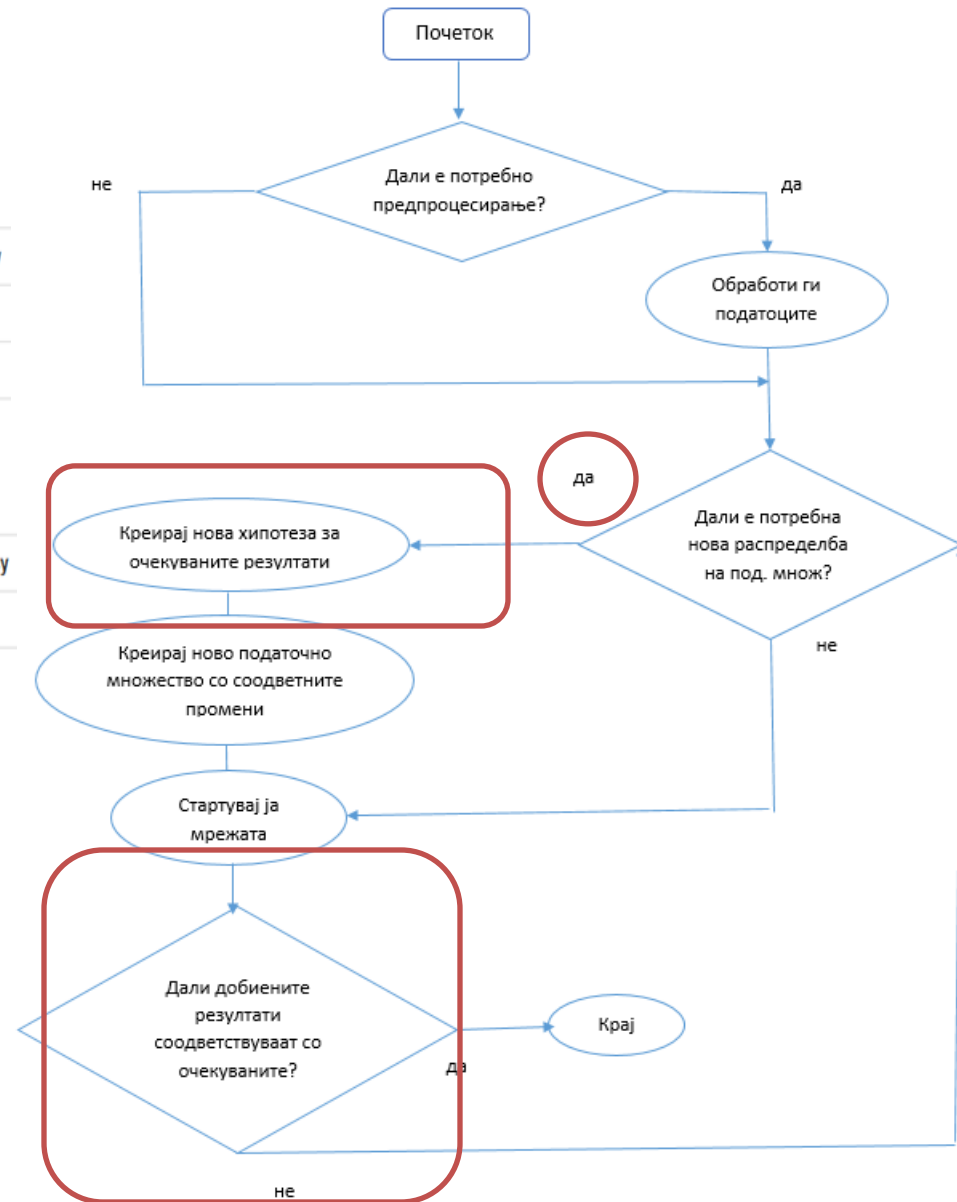 Почеток
Дали е потребно
предпроцесирање?
не
да
Обработи ги
податоците
да
Дали е потребна
нова распределба
на под. множ?
Креирај нова хипотеза за
очекуваните резултати
не
Креирај ново податочно
множество со соодветните
промени
Стартувај ја
мрежата
Дали добиените
резултати
соодветствуваат со
очекуваните?
Крај
да
не